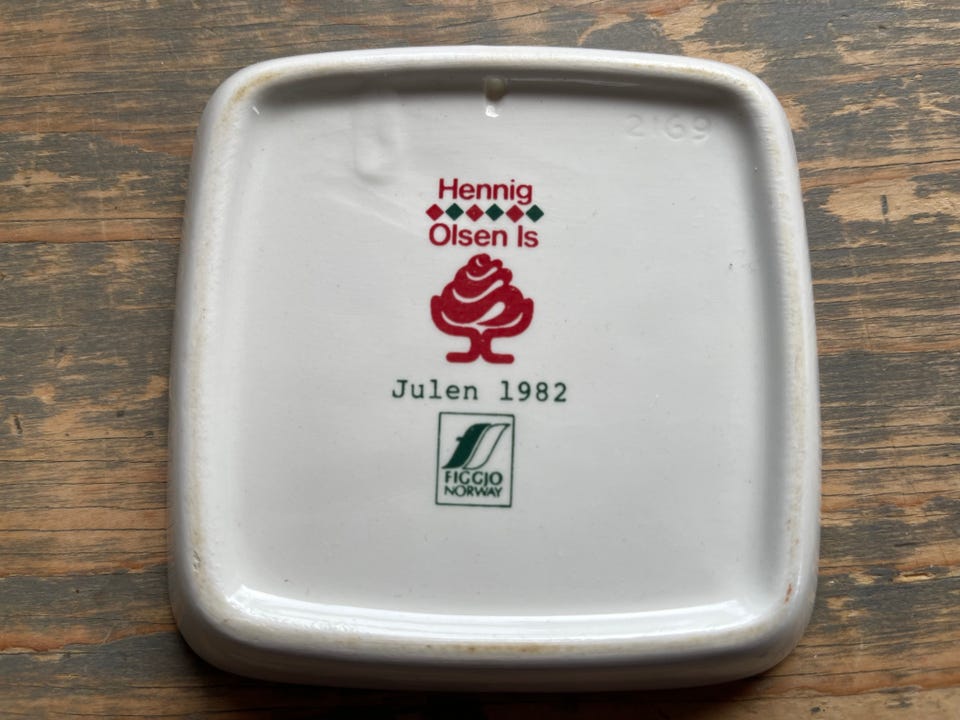 2169
Hennig
Olsen Is
Julen 1982
FIGGJO
NORWAY